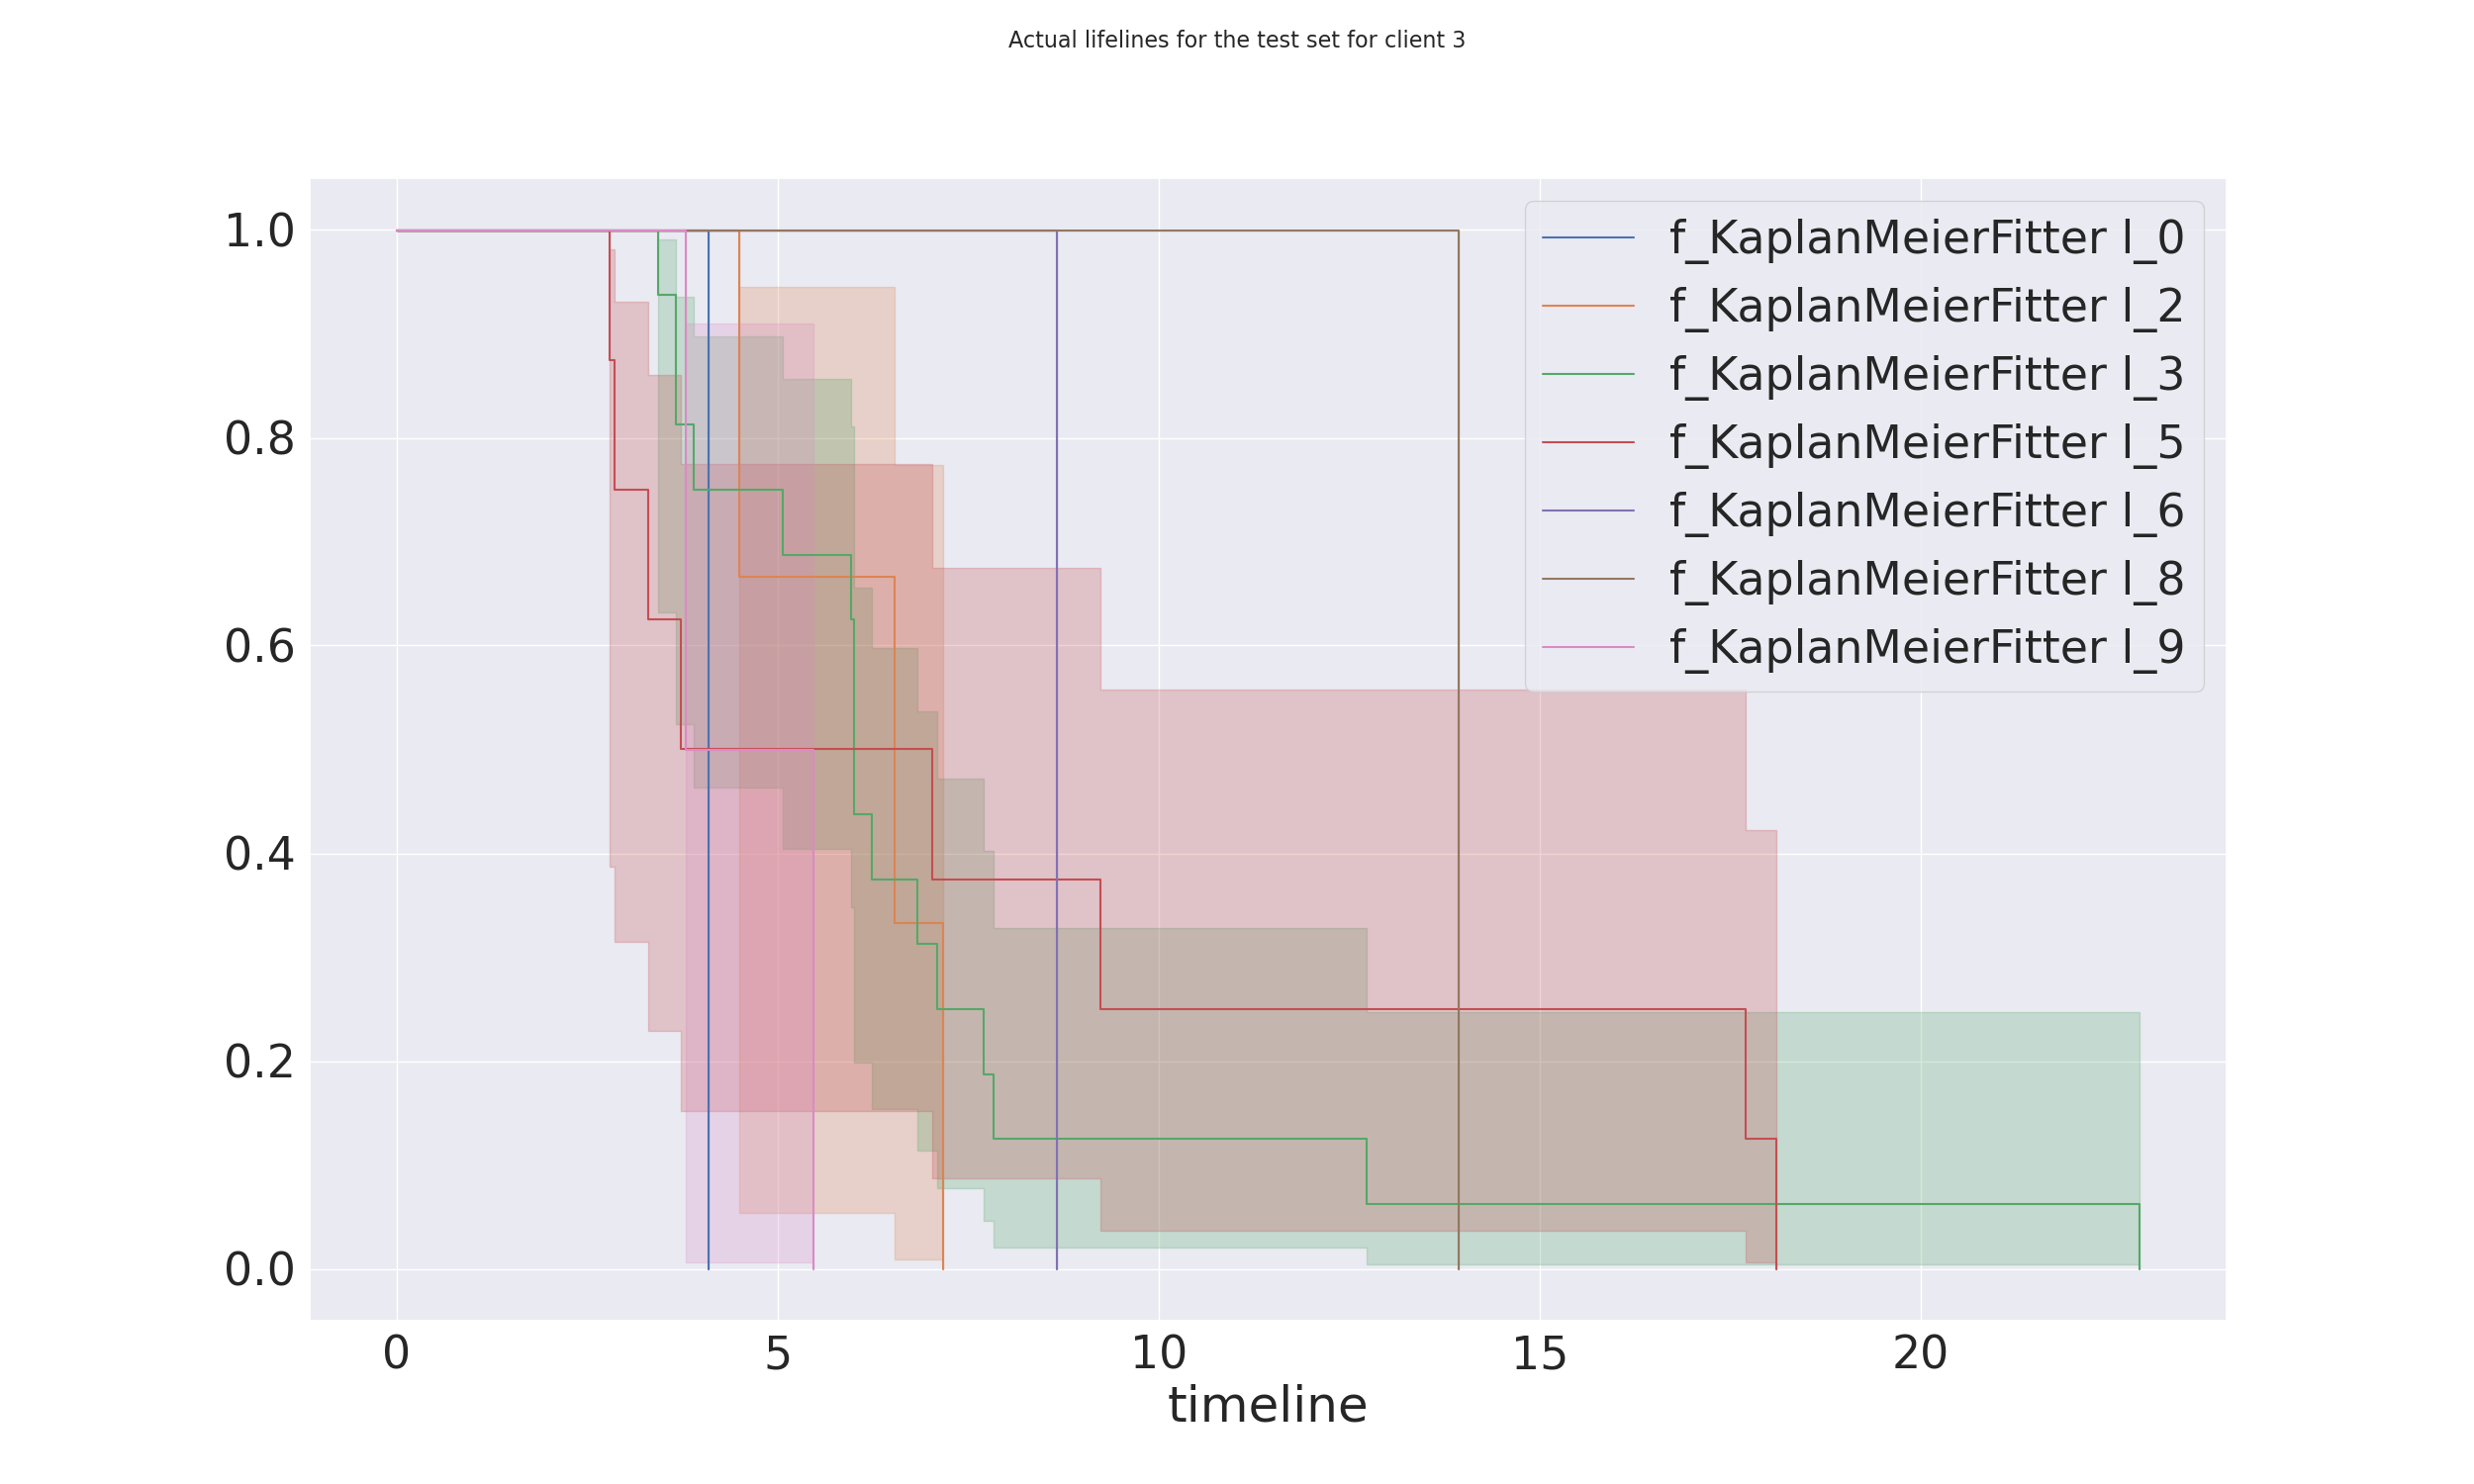 Actual lifelines for the test set for client 3
1.0
0.8
0.6
0.4
0.2
0.0
f_KaplanMeierFitter l_0
f_KaplanMeierFitter l_2
f_KaplanMeierFitter l_3
f_KaplanMeierFitter l_5
f_KaplanMeierFitter l_6
f_KaplanMeierFitter l_8
f_KaplanMeierFitter l_9
0 5 10 15 20
timeline